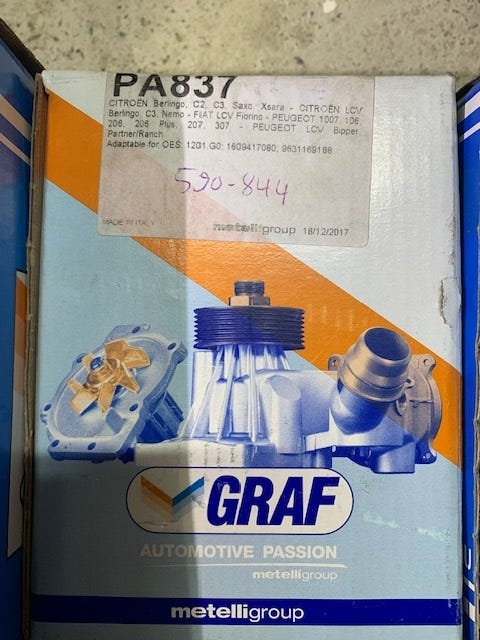 PA837
CITROËN Berlingo, C2, C3, Saxo, Xsara - CITROËN LCV
Berlingo, C3, Nemo - FIAT LCV Fiorino - PEUGEOT 1007, 106,
206, 206 Plus, 207, 307 - PEUGEOT LCV Bipper,
Partner/Ranch
Adaptable for OES: 1201.G0; 1609417080; 9631169188
590-844
MADE IN ITALY
metelligroup 18/12/2017
GRAF
AUTOMOTIVE PASSION
metelligroup
metelligroup